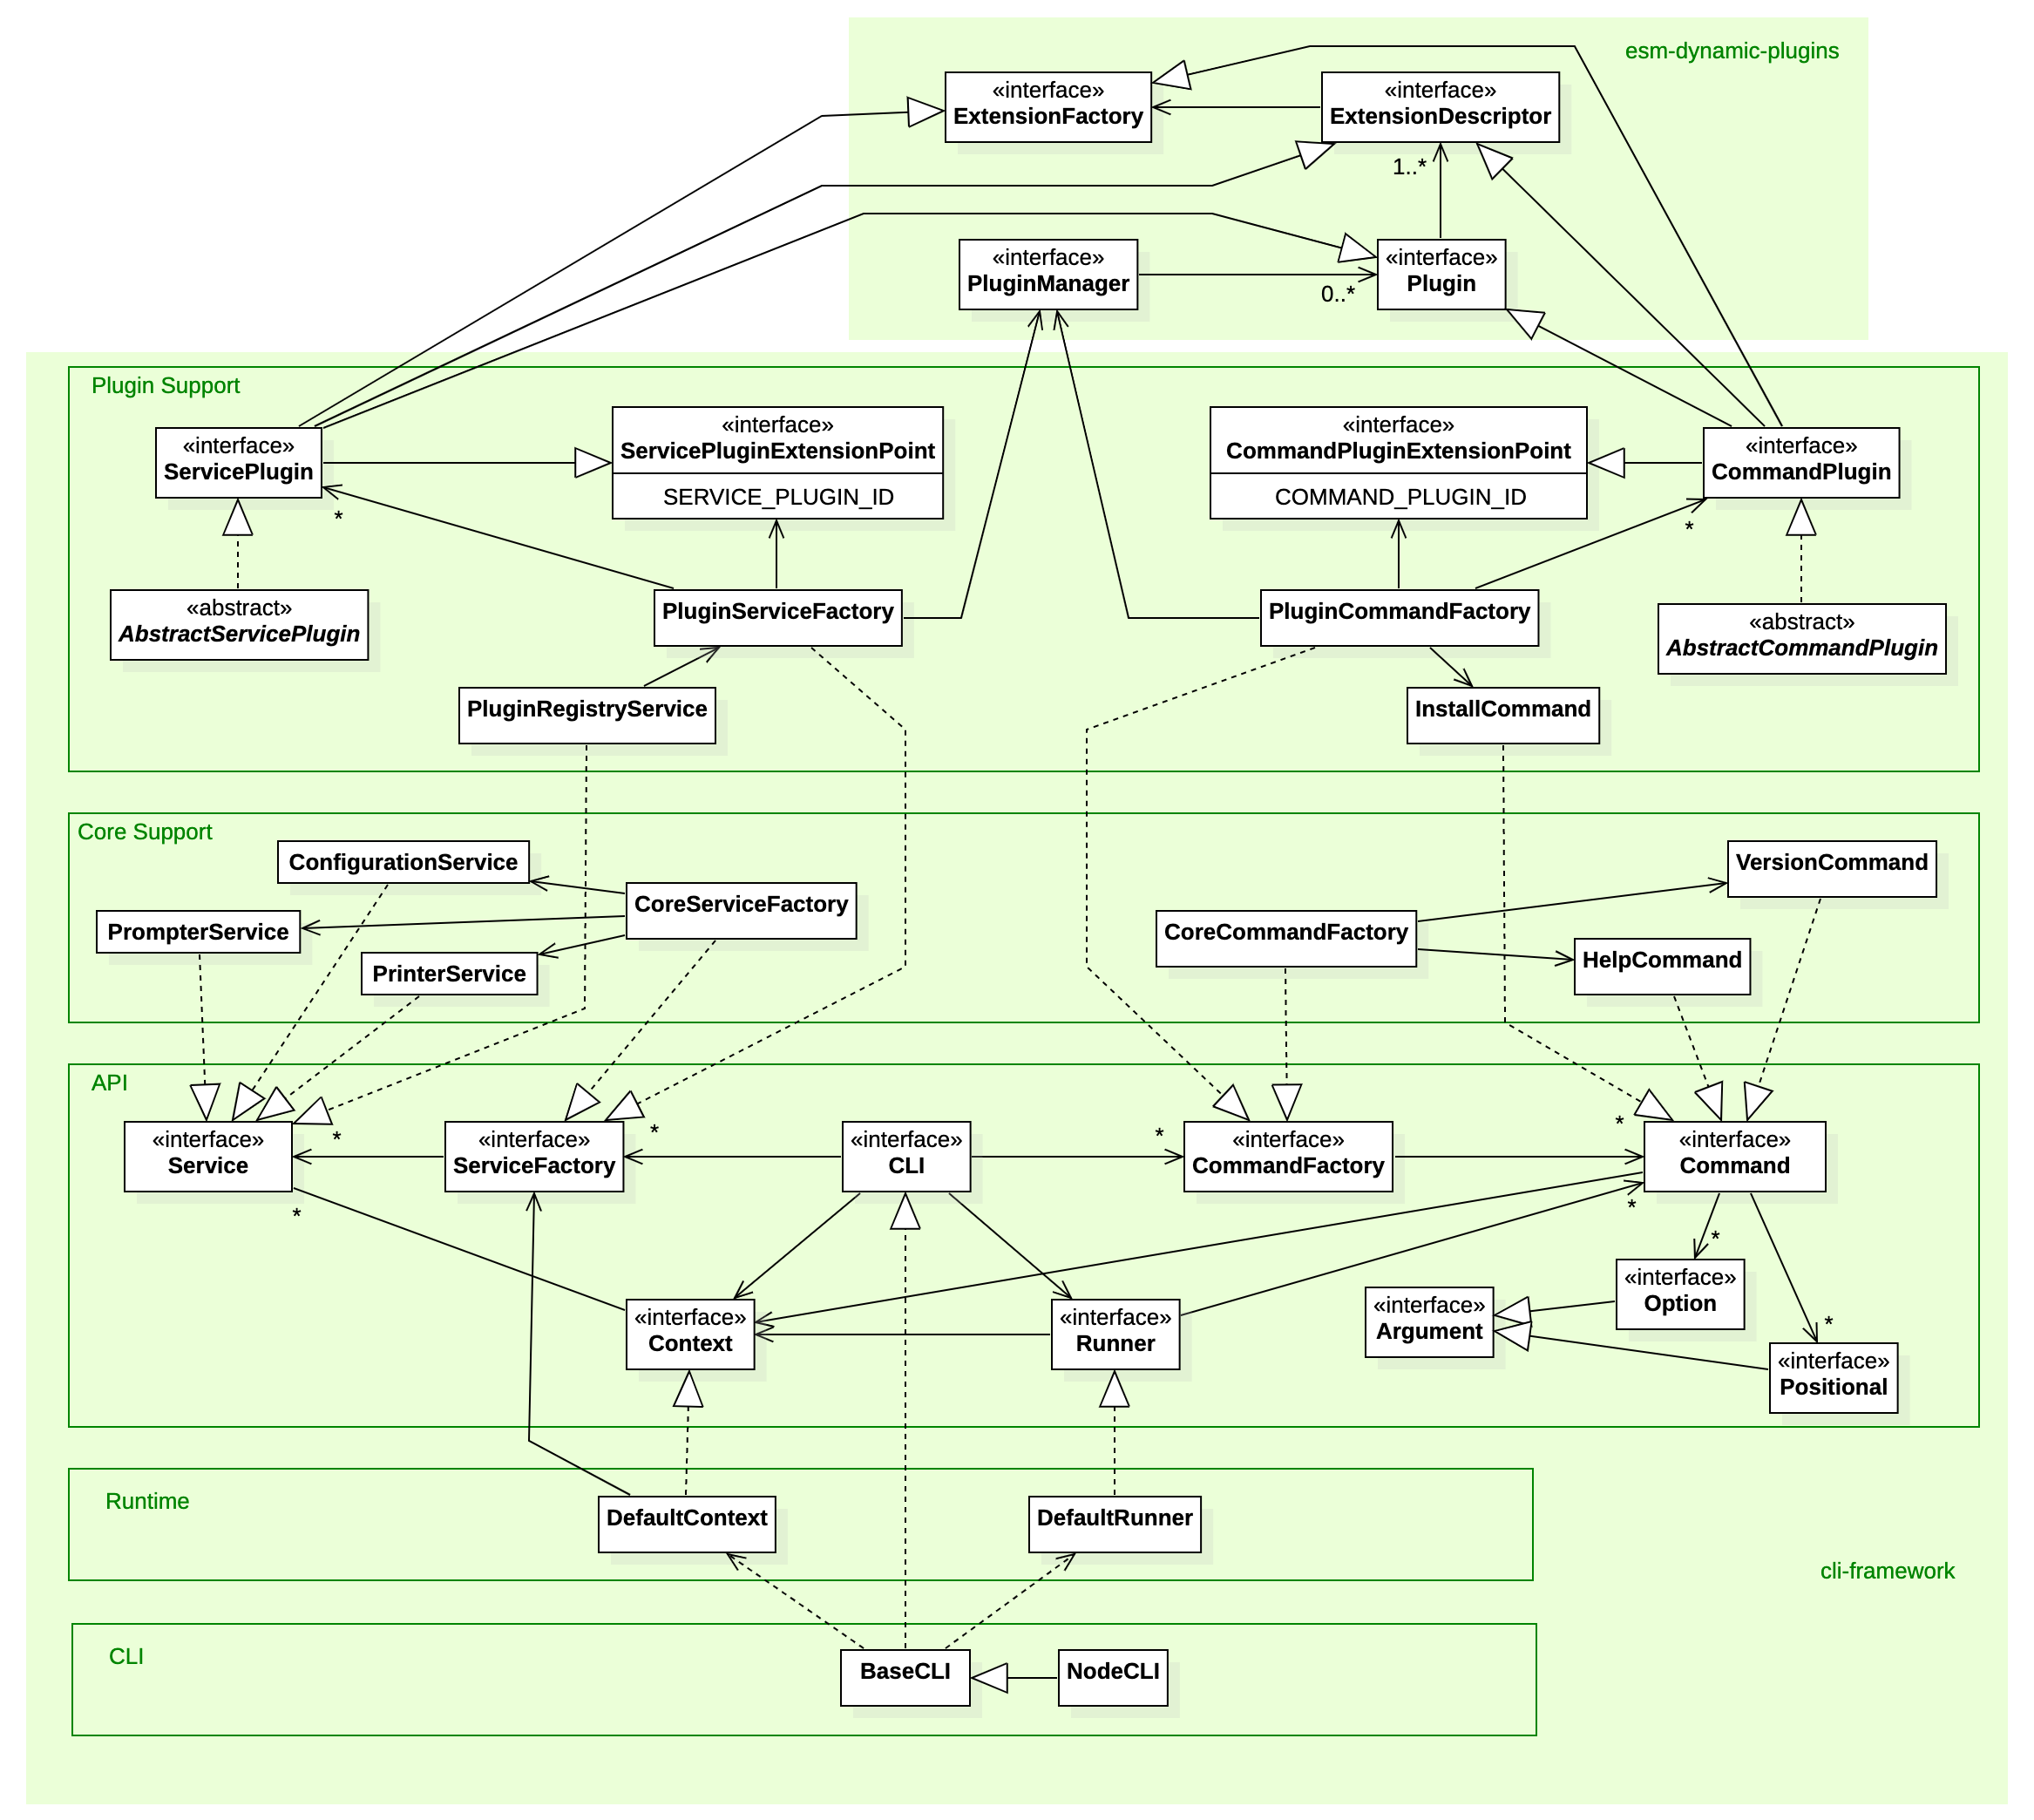 esm-dynamic-plugins
«interface»
ExtensionFactory
«interface»
ExtensionDescriptor
1..*
«interface»
PluginManager
0..*
«interface»
Plugin
Plugin Support
«interface»
ServicePlugin
*
«interface»
ServicePluginExtensionPoint
SERVICE_PLUGIN_ID
«interface»
CommandPluginExtensionPoint
COMMAND_PLUGIN_ID
«interface»
CommandPlugin
*
«abstract»
AbstractServicePlugin
PluginServiceFactory
PluginCommandFactory
«abstract»
AbstractCommandPlugin
PluginRegistryService
InstallCommand
Core Support
ConfigurationService
VersionCommand
CoreServiceFactory
PrompterService
CoreCommandFactory
PrinterService
HelpCommand
API
«interface»
Service
*
*
«interface»
ServiceFactory
*
«interface»
CLI
*
«interface»
CommandFactory
*
«interface»
Command
*
*
«interface»
Option
«interface»
Context
«interface»
Runner
«interface»
Argument
*
«interface»
Positional
Runtime
DefaultContext
DefaultRunner
cli-framework
CLI
BaseCLI
NodeCLI